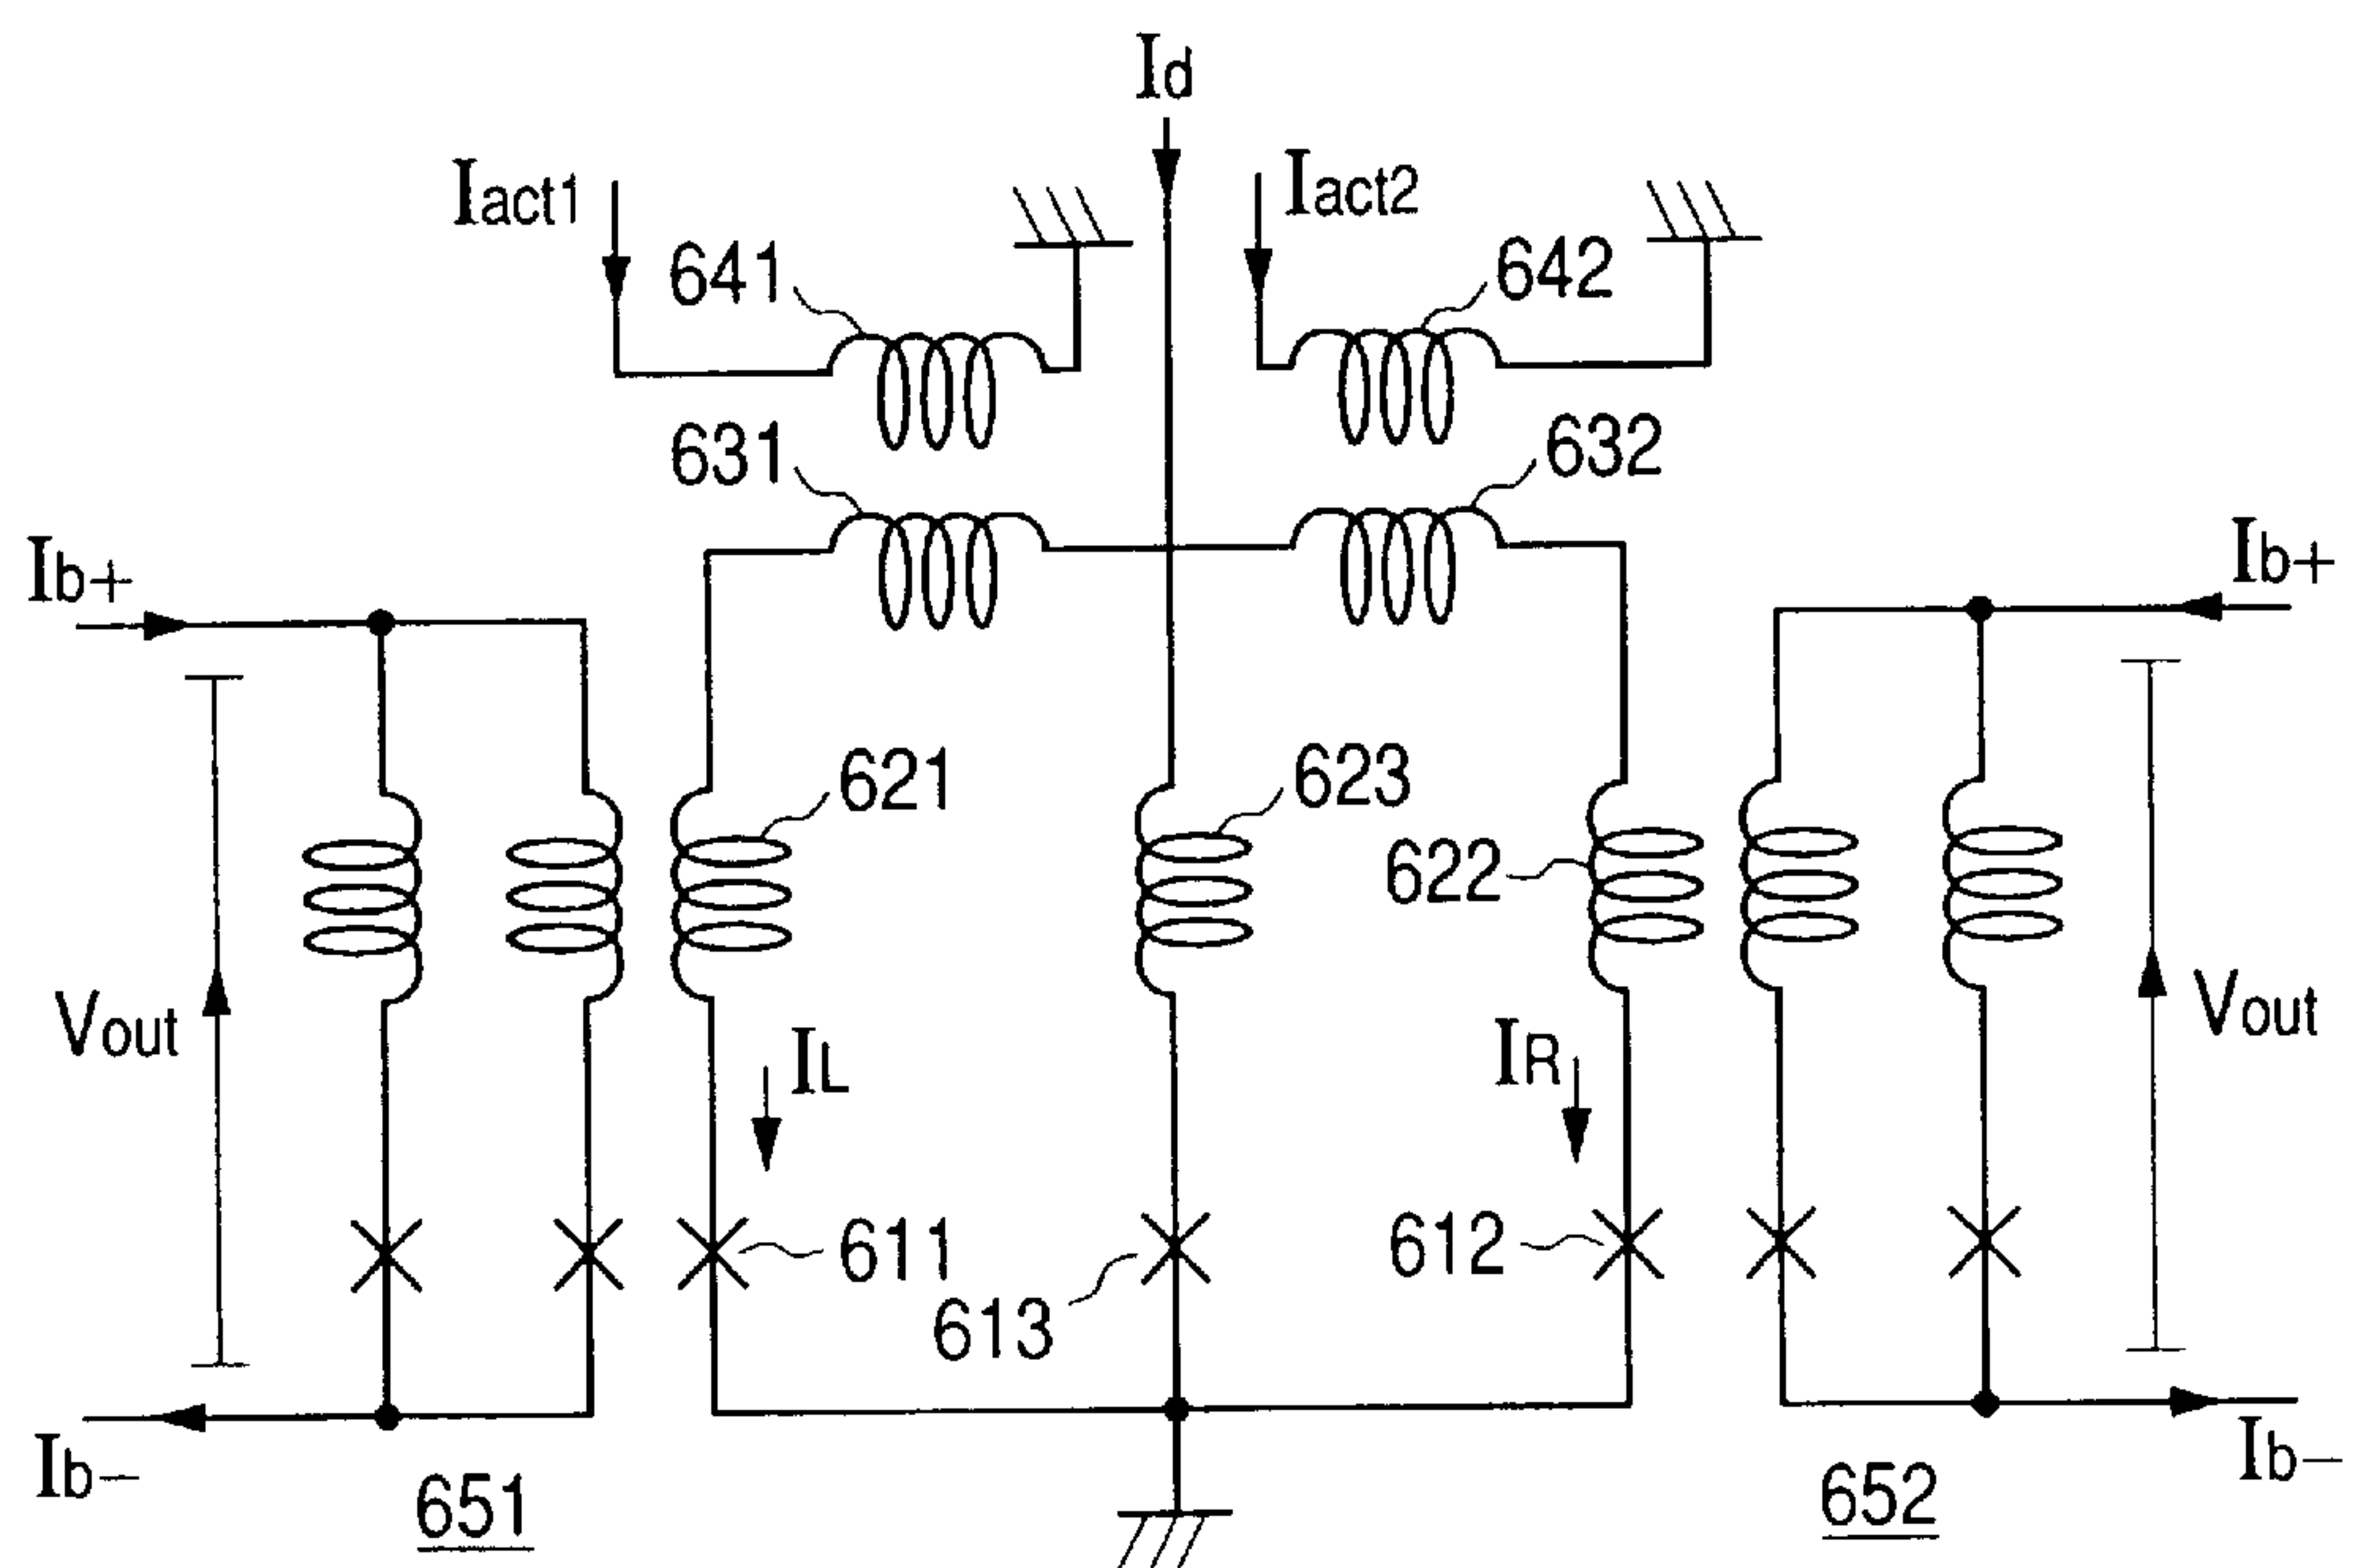 Id
Iact1
Iact2
641
642
631
632
Ib+
Ib+
621
623
622
Vout
Vout
IL
IR
611
612
613
Ib−
Ib−
651
652